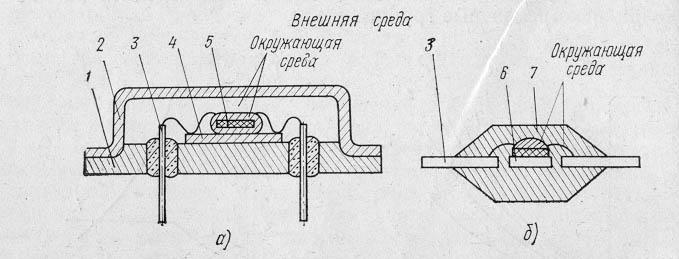 Внешняя среда
1 2 3 4 5 Окружающая
среда
3 6 7 Окружающая
среда
а)
б)